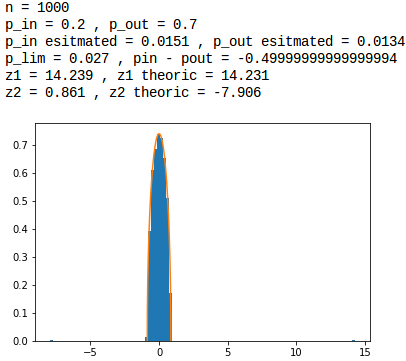 n = 1000
p_in = 0.2 , p_out = 0.7
p_in esitmated = 0.0151 , p_out esitmated = 0.0134
p_lim = 0.027 , pin - pout = -0.49999999999999994
z1 = 14.239 , z1 theoric = 14.231
z2 = 0.861 , z2 theoric = -7.906
0.7
0.6
0.5
0.4
0.3
0.2
0.1
0.0
−5 0 5 10 15